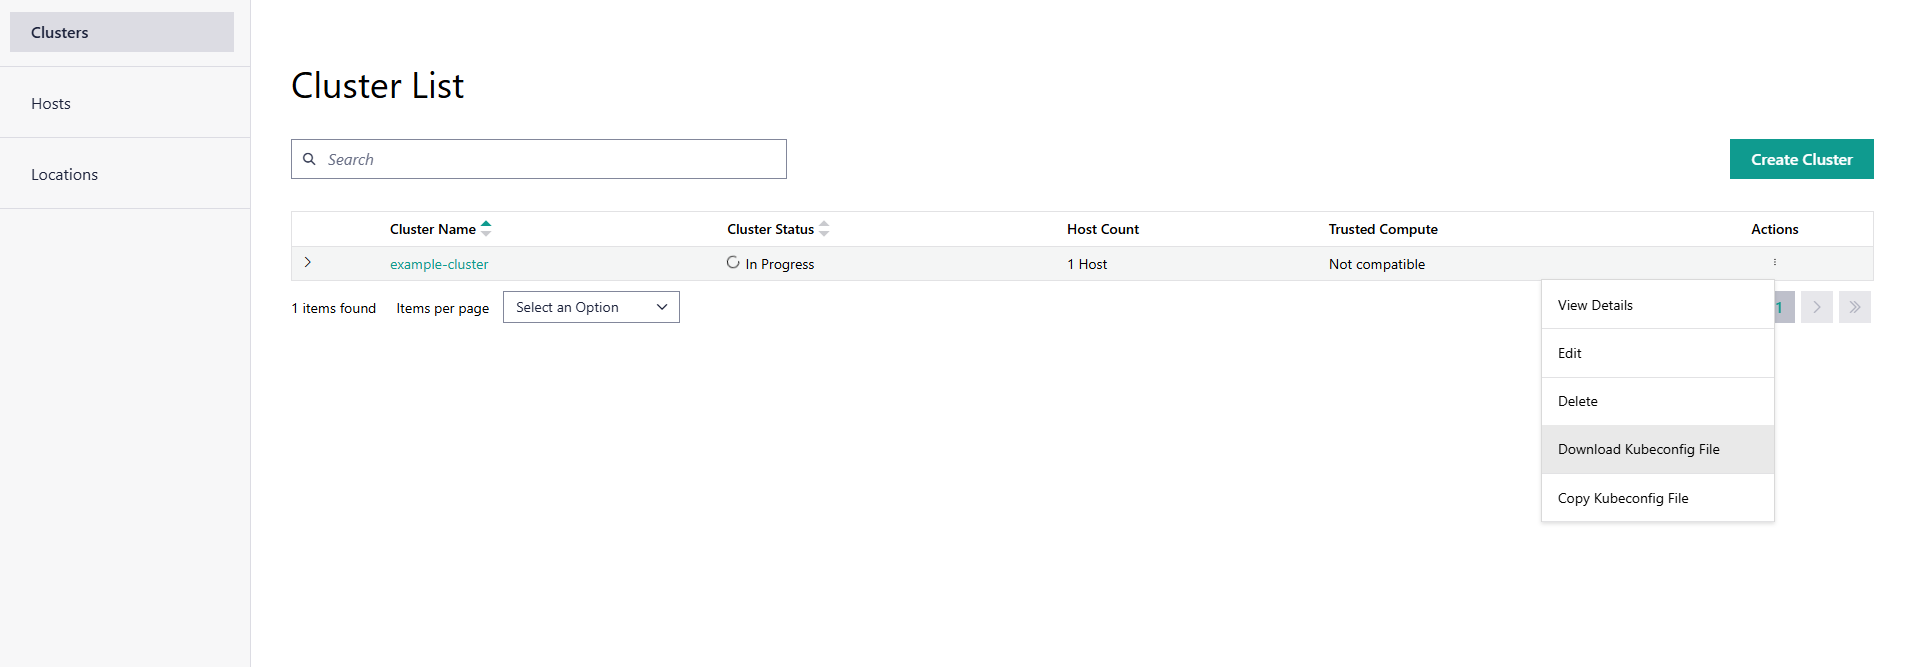 Clusters
Hosts
Locations
Cluster List
Search
Create Cluster
Cluster Name Cluster Status Host Count Trusted Compute Actions
example-cluster In Progress 1 Host Not compatible
1 items found Items per page Select an Option 1
View Details
Edit
Delete
Download Kubeconfig File
Copy Kubeconfig File